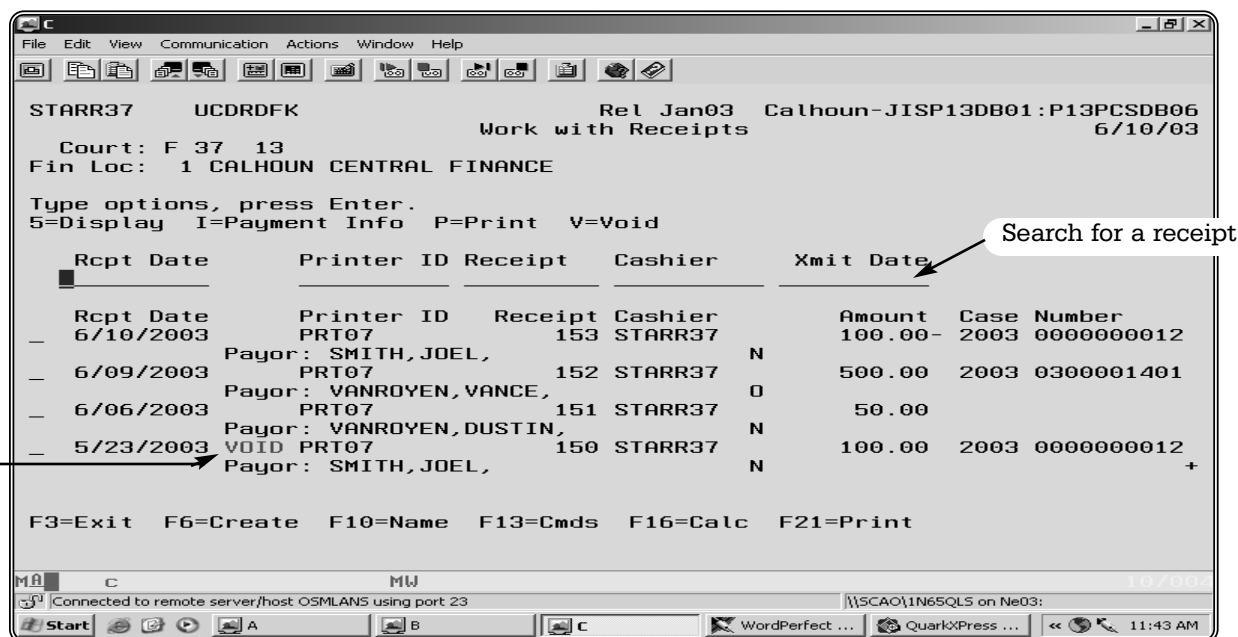 C
File Edit View Communication Actions Window Help
STARR37 UCDRDFK Rel Jan03 Calhoun-JISP13DB01:P13PCSDB06
Work with Receipts 6/10/03
Court: F 37 13
Fin Loc: 1 CALHOUN CENTRAL FINANCE
Type options, press Enter.
5=Display I=Payment Info P=Print V=Void
Search for a receipt
Rcpt Date Printer ID Receipt Cashier Xmit Date
Rcpt Date Printer ID Receipt Cashier Amount Case Number
_ 6/10/2003 PRT07 153 STARR37 100.00- 2003 0000000012
Payor: SMITH,JOEL, N
_ 6/09/2003 PRT07 152 STARR37 500.00 2003 0300001401
Payor: VANROYEN,VANCE, O
_ 6/06/2003 PRT07 151 STARR37 50.00
Payor: VANROYEN,DUSTIN, N
_ 5/23/2003 VOID PRT07 150 STARR37 100.00 2003 0000000012
Payor: SMITH,JOEL, N +
F3=Exit F6=Create F10=Name F13=Cmds F16=Calc F21=Print
MA C MW 10/004
Connected to remote server/host OSMLANS using port 23 \\SCAO\1N65QLS on Ne03:
Start A B C WordPerfect ... QuarkXPress ... « 11:43 AM